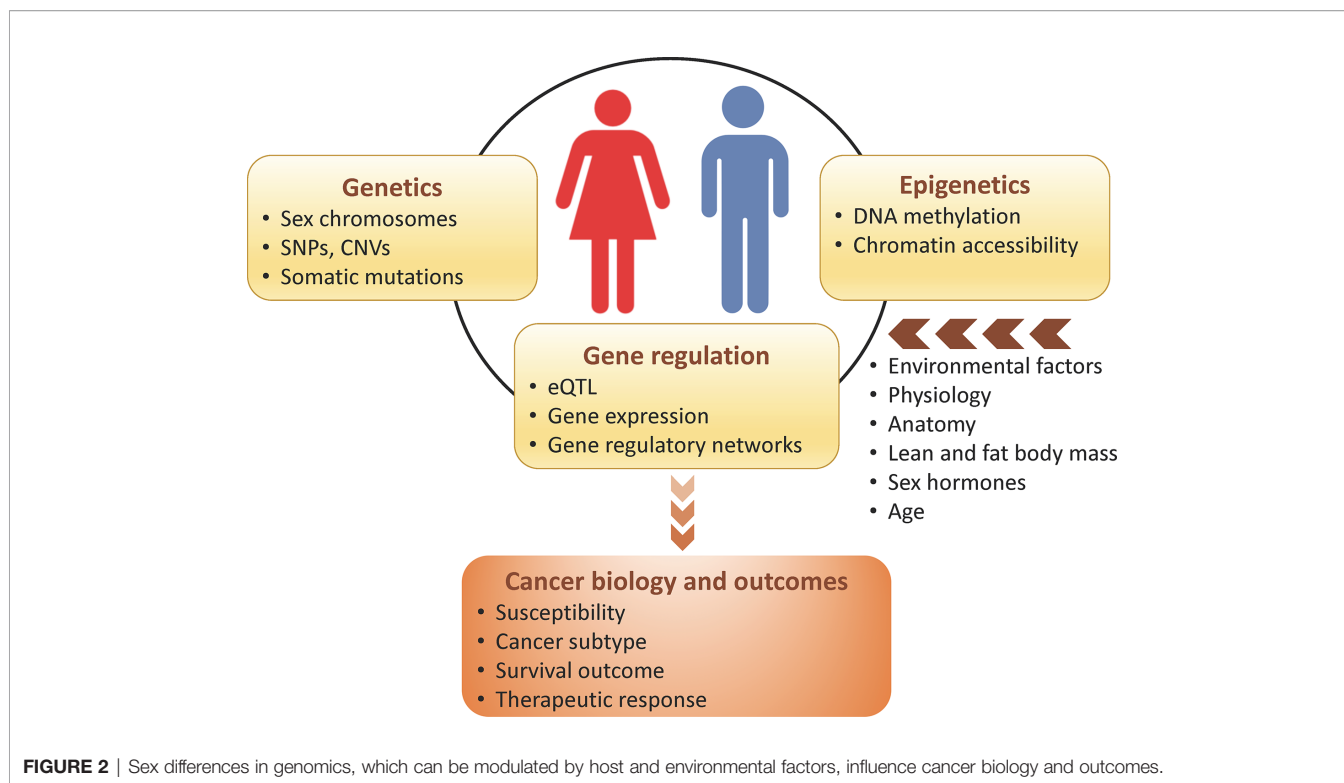 Genetics
• Sex chromosomes
• SNPs, CNVs
• Somatic mutations
Epigenetics
• DNA methylation
• Chromatin accessibility
Gene regulation
• eQTL
• Gene expression
• Gene regulatory networks
• Environmental factors
• Physiology
• Anatomy
• Lean and fat body mass
• Sex hormones
• Age
Cancer biology and outcomes
• Susceptibility
• Cancer subtype
• Survival outcome
• Therapeutic response
FIGURE 2 | Sex differences in genomics, which can be modulated by host and environmental factors, influence cancer biology and outcomes.